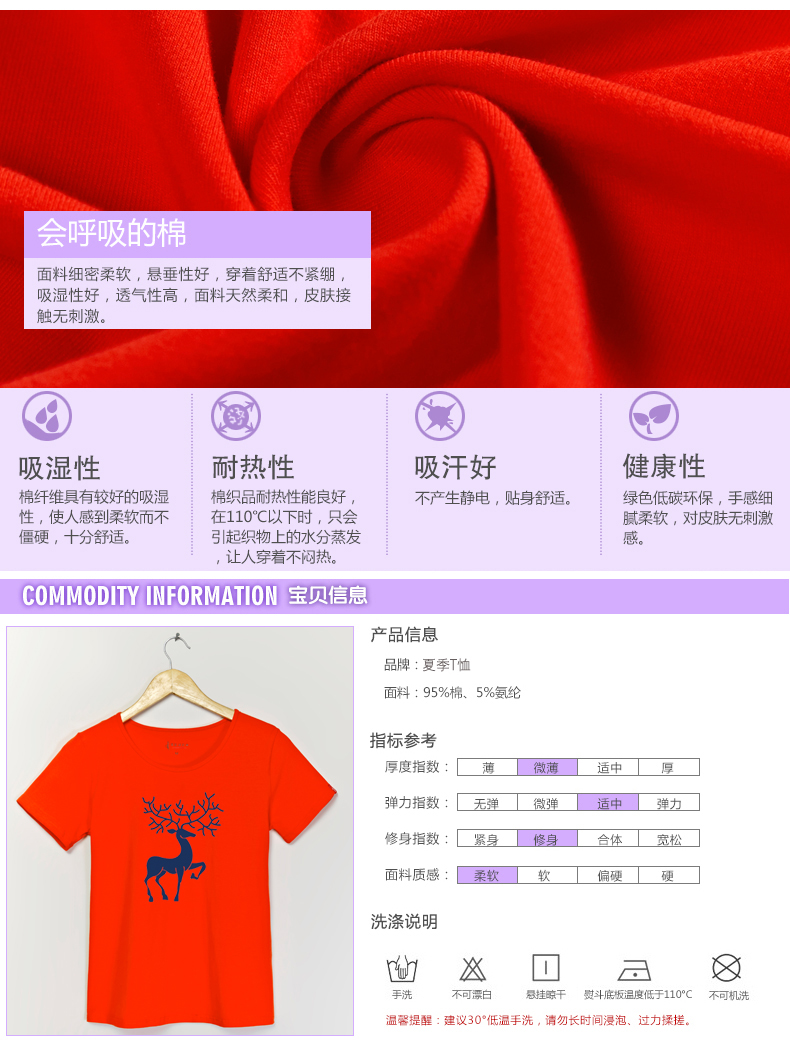 会呼吸的棉
面料细密柔软，悬垂性好，穿着舒适不紧绷，
吸湿性好，透气性高，面料天然柔和，皮肤接
触无刺激。
吸湿性
棉纤维具有较好的吸湿
性，使人感到柔软而不
僵硬，十分舒适。
耐热性
棉织品耐热性能良好，
在110℃以下时，只会
引起织物上的水分蒸发
，让人穿着不闷热。
吸汗好
不产生静电，贴身舒适。
健康性
绿色低碳环保，手感细
腻柔软，对皮肤无刺激
感。
COMMODITY INFORMATION 宝贝信息
产品信息
品牌：夏季T恤
面料：95%棉、5%氨纶
指标参考
厚度指数： 薄 微薄 适中 厚
弹力指数： 无弹 微弹 适中 弹力
修身指数： 紧身 修身 合体 宽松
面料质感： 柔软 软 偏硬 硬
洗涤说明
手洗 不可漂白 悬挂晾干 熨斗底板温度低于110°C 不可机洗
温馨提醒：建议30°低温手洗，请勿长时间浸泡、过力揉搓。